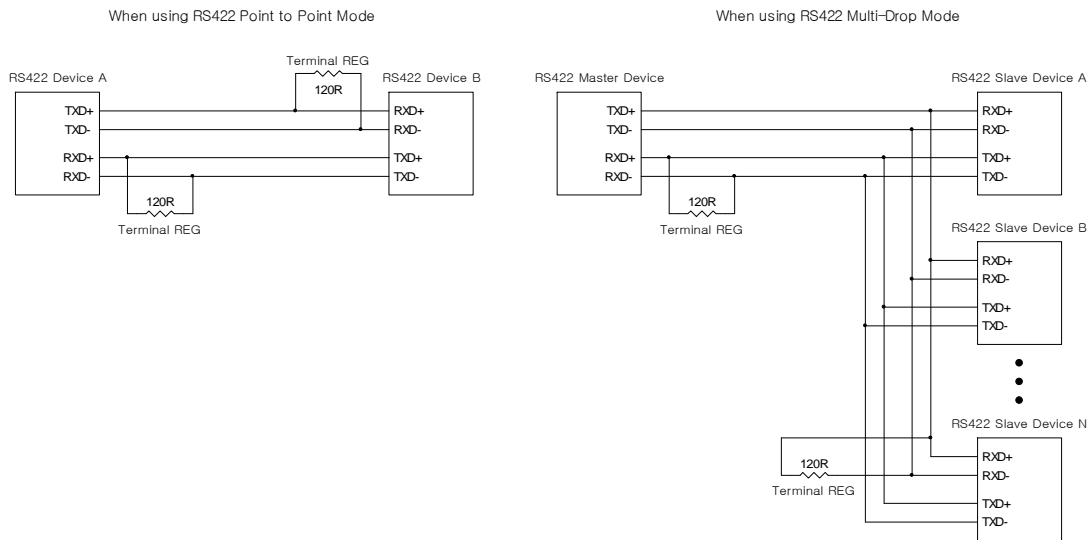 When using RS422 Point to Point Mode
Terminal REG
RS422 Device A
RS422 Device B
120R
TXD+
RXD+
TXD-
RXD-
RXD+
TXD+
RXD-
TXD-
120R
Terminal REG
When using RS422 Multi-Drop Mode
RS422 Master Device
RS422 Slave Device A
TXD+
RXD+
TXD-
RXD-
RXD+
TXD+
RXD-
TXD-
120R
Terminal REG
RS422 Slave Device B
RXD+
RXD-
TXD+
TXD-
RS422 Slave Device N
RXD+
120R
RXD-
Terminal REG
TXD+
TXD-